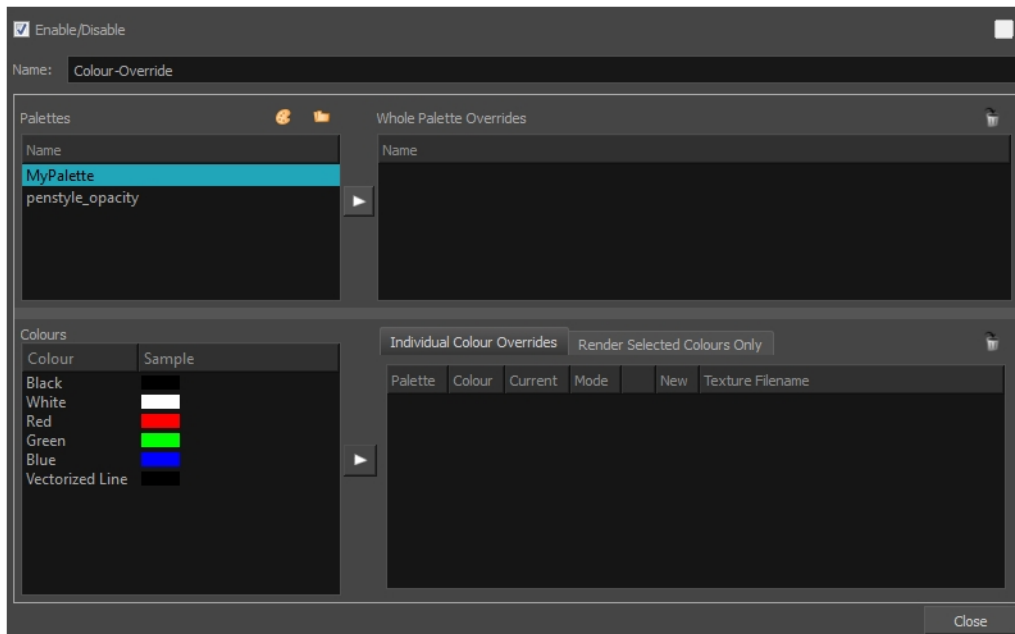 Enable/Disable
Name: Colour-Override
Palettes
Whole Palette Overrides
Name
Name
MyPalette
penstyle_opacity
Colours
Individual Colour Overrides Render Selected Colours Only
Colour Sample
Palette Colour Current Mode New Texture Filename
Black
White
Red
Green
Blue
Vectorized Line
Close